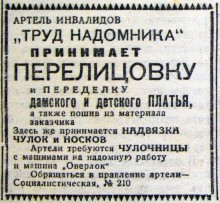 АРТЕЛЬ ИНВАЛИДОВ
„ТРУД НАДОМНИКА“
ПРИНИМАЕТ
ПЕРЕЛИЦОВКУ
и ПЕРЕДЕЛКУ
дамского и детского ПЛАТЬЯ,
а также пошив из материала
заказчика
Здесь же принимается НАДВЯЗКА
ЧУЛОК и НОСКОВ
Артели требуются ЧУЛОЧНИЦЫ
с машинами на надомную работу
и машина „Оверлок“
Обращаться в правление артели—
Социалистическая, № 210